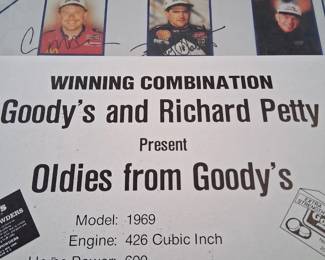 WINNING COMBINATION
Goody's and Richard Petty
Present
Oldies from Goody's
Model: 1969
Engine: 426 Cubic Inch